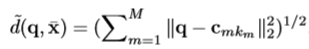 d̃(q, x̄) = (∑_{m=1}^{M} ‖q − c_{mk_m}‖_2^2)^{1/2}